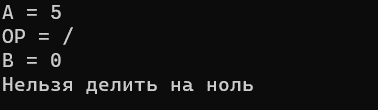 A = 5
OP = /
B = 0
Нельзя делить на ноль